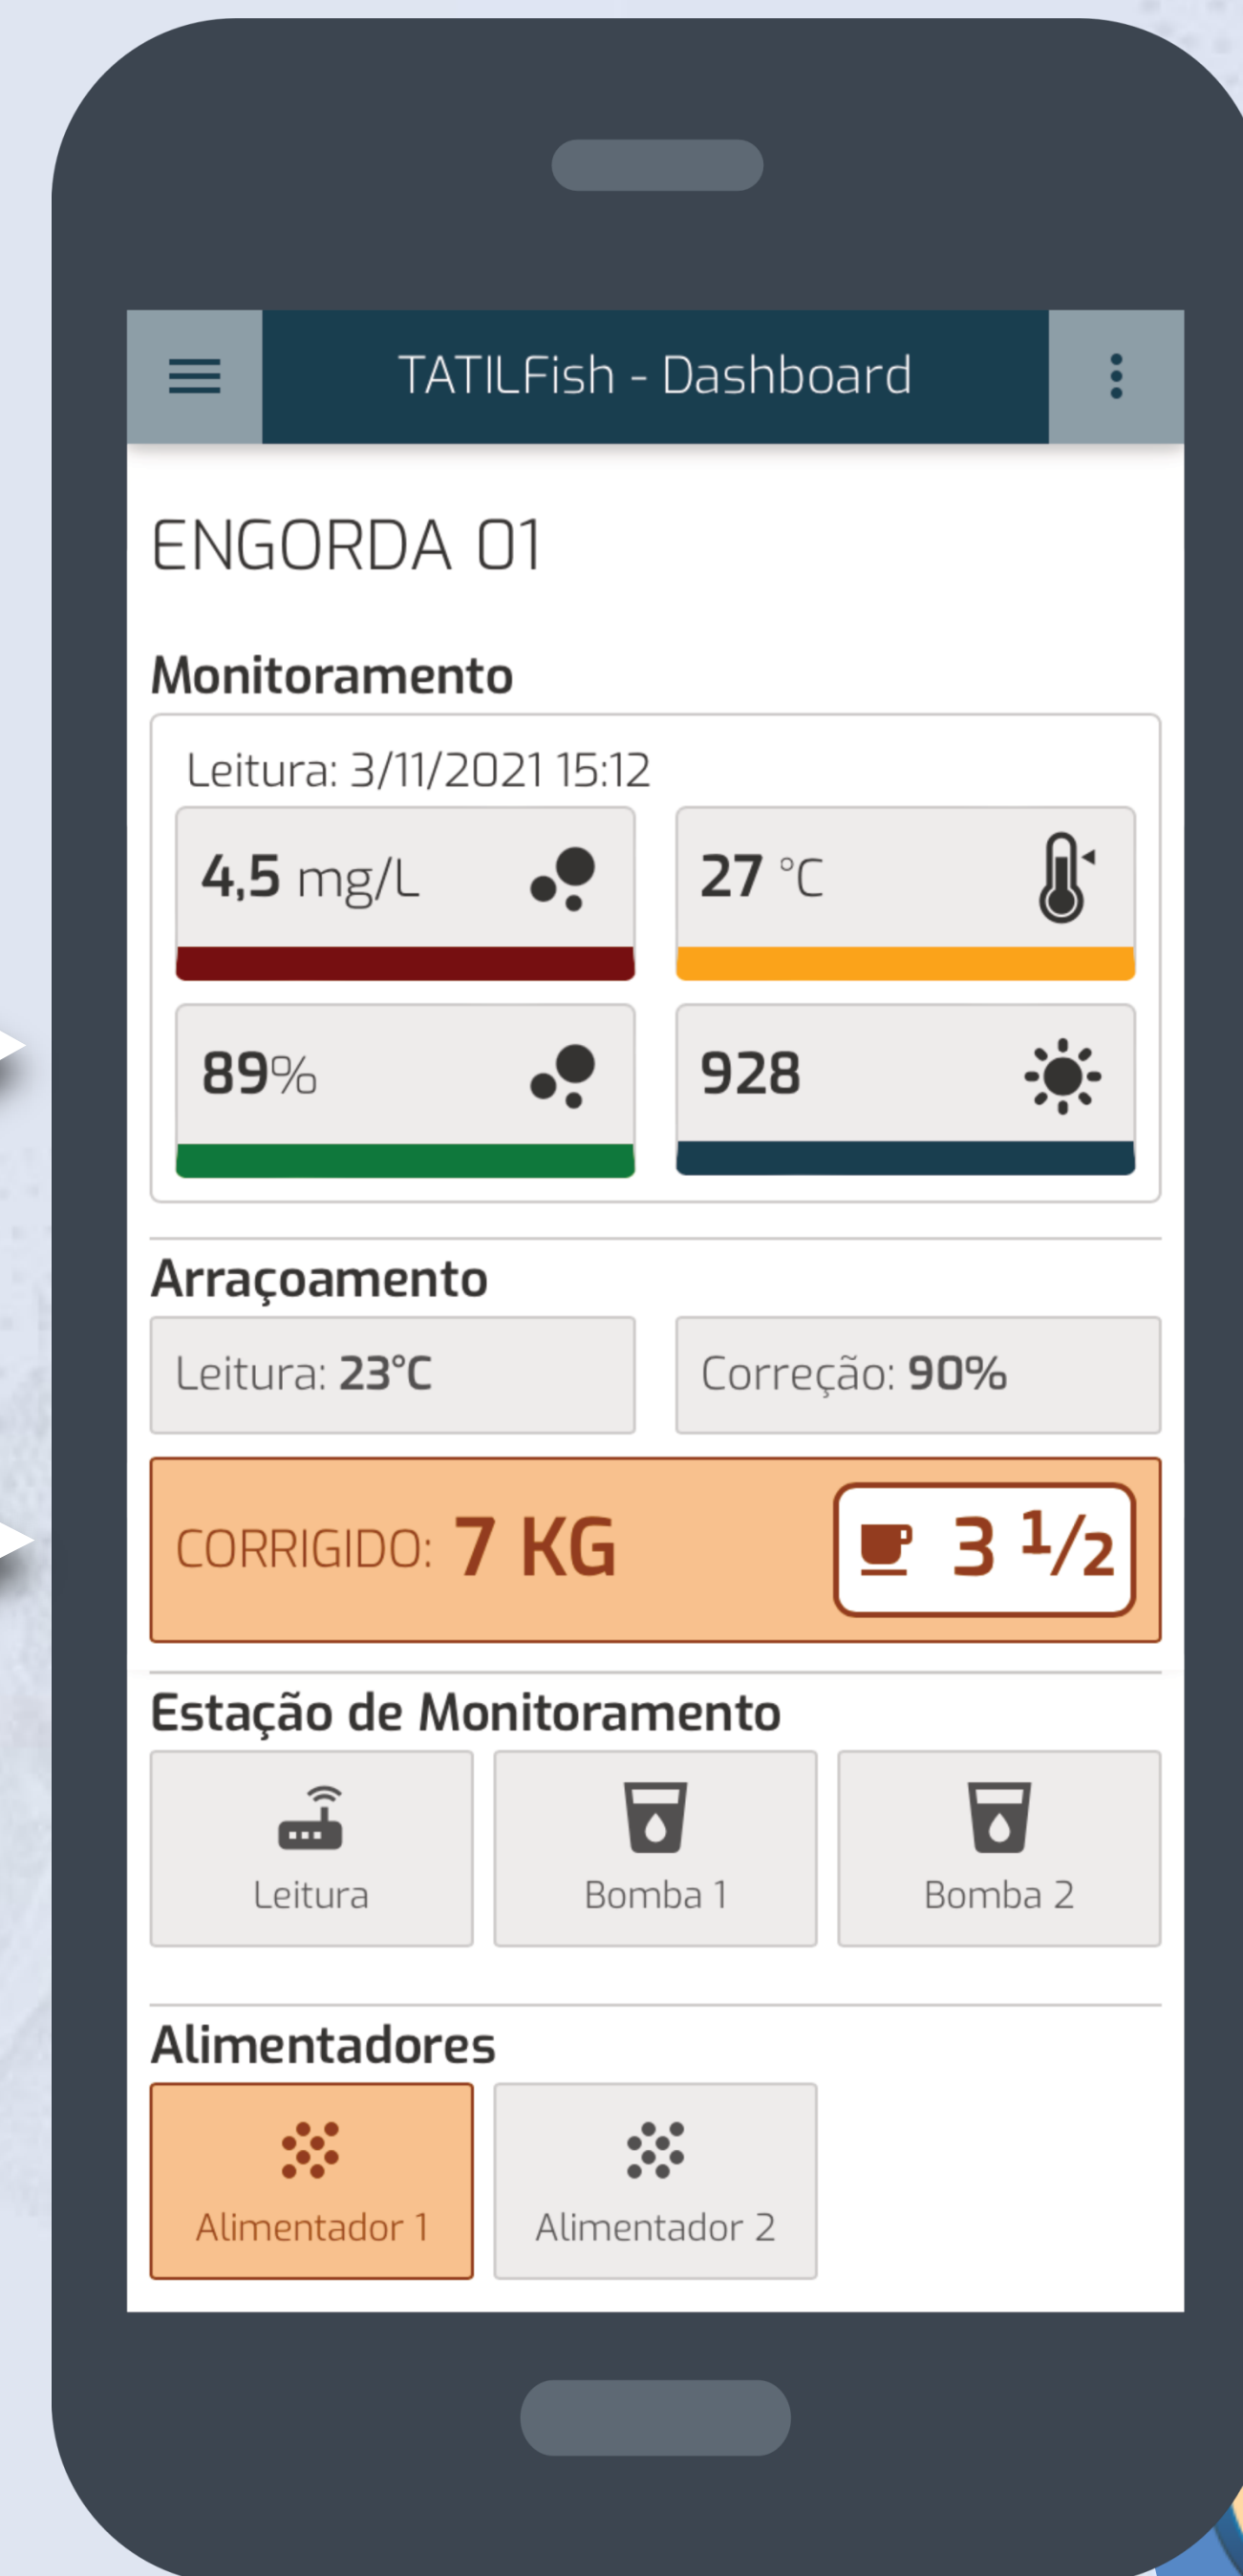 TATILFish - Dashboard
ENGORDA 01
Monitoramento
Leitura: 3/11/2021 15:12
4,5 mg/L
27 °C
89%
928
Arraçoamento
Leitura: 23°C
Correção: 90%
CORRIGIDO: 7 KG
3 ½
Estação de Monitoramento
Leitura
Bomba 1
Bomba 2
Alimentadores
Alimentador 1
Alimentador 2